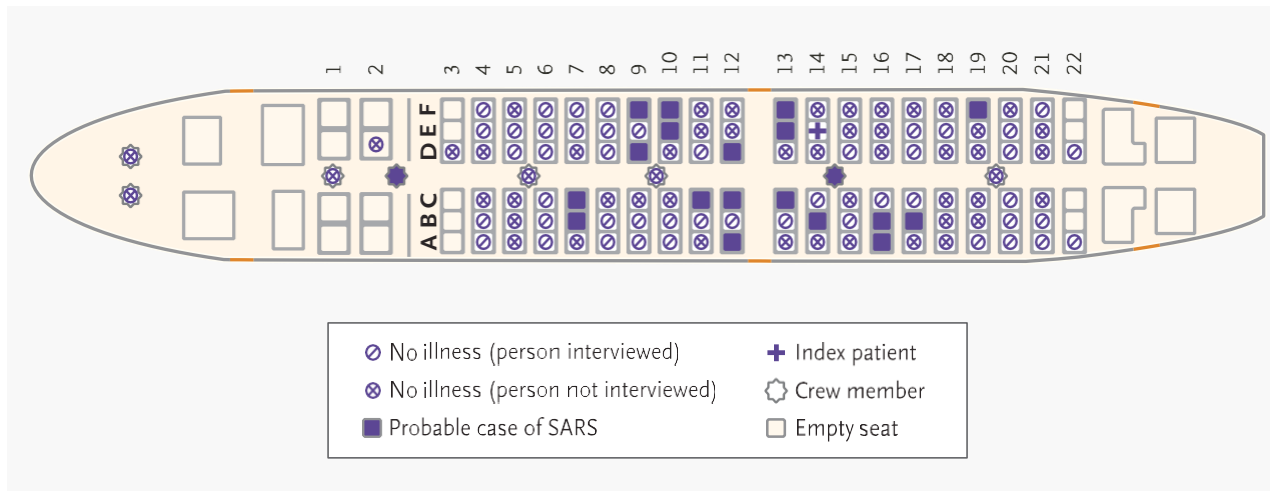 1 2 3 4 5 6 7 8 9 10 11 12 13 14 15 16 17 18 19 20 21 22
F
E
D
C
B
A
No illness (person interviewed)
No illness (person not interviewed)
Probable case of SARS
Index patient
Crew member
Empty seat